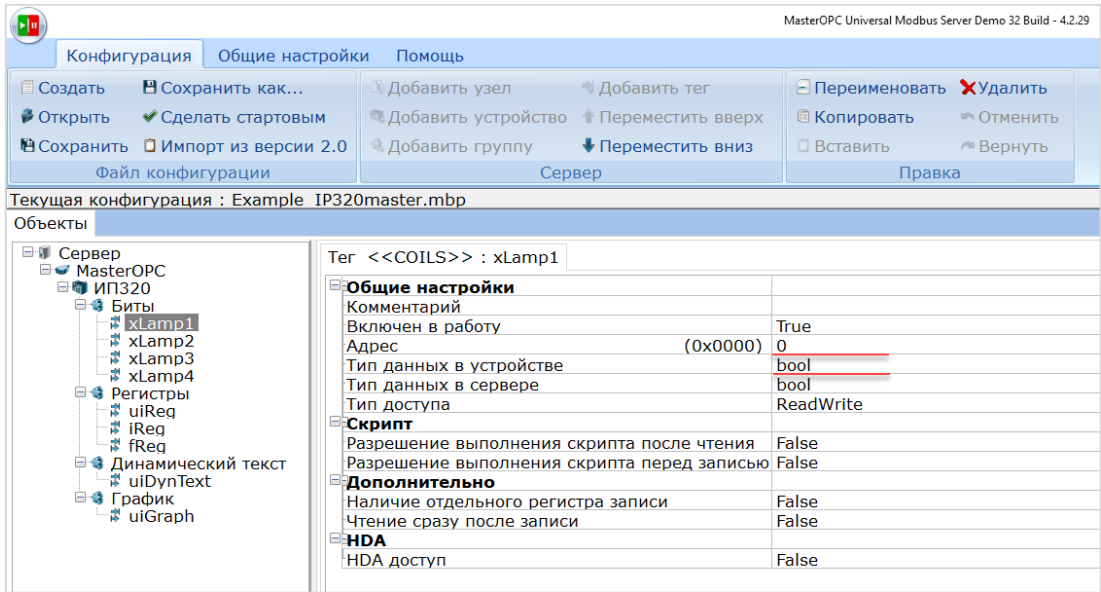 MasterOPC Universal Modbus Server Demo 32 Build - 4.2.29
Конфигурация Общие настройки Помощь
Создать Сохранить как... Добавить узел Добавить тег Переименовать Удалить
Открыть Сделать стартовым Добавить устройство Переместить вверх Копировать Отменить
Сохранить Импорт из версии 2.0 Добавить группу Переместить вниз Вставить Вернуть
Файл конфигурации Сервер Правка
Текущая конфигурация : Example_IP320master.mbp
Объекты
Сервер
MasterOPC
ИП320
Биты
xLamp1
xLamp2
xLamp3
xLamp4
Регистры
uiReg
iReg
fReg
Динамический текст
uiDynText
График
uiGraph
Тег <<COILS>> : xLamp1
Общие настройки
Комментарий
Включен в работу True
Адрес (0x0000) 0
Тип данных в устройстве bool
Тип данных в сервере bool
Тип доступа ReadWrite
Скрипт
Разрешение выполнения скрипта после чтения False
Разрешение выполнения скрипта перед записью False
Дополнительно
Наличие отдельного регистра записи False
Чтение сразу после записи False
HDA
HDA доступ False